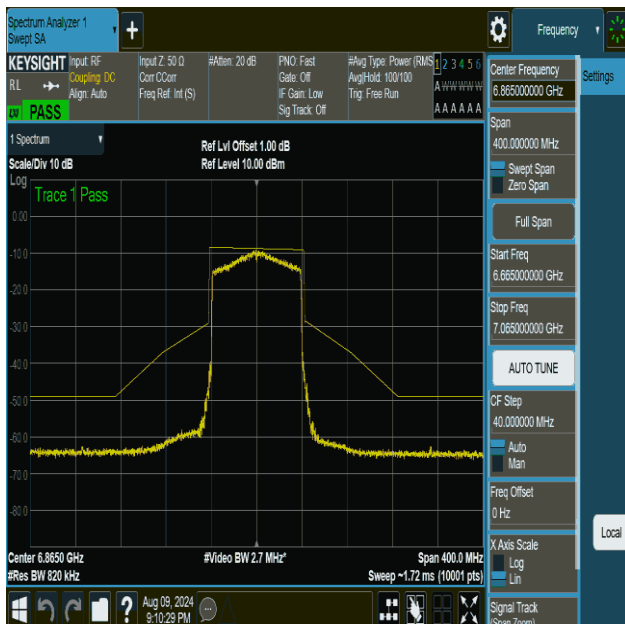 Spectrum Analyzer 1
Swept SA
Frequency
KEYSIGHT
RL
PASS
Input: RF
Coupling: DC
Align: Auto
Input Z: 50 Ω
Corr CCorr
Freq Ref: Int (S)
#Atten: 20 dB
PNO: Fast
Gate: Off
IF Gain: Low
Sig Track: Off
#Avg Type: Power (RMS
Avg|Hold: 100/100
Trig: Free Run
1 2 3 4 5 6
A W W W W W
A A A A A A
Center Frequency
6.865000000 GHz
Settings
Span
400.000000 MHz
Swept Span
Zero Span
Full Span
Start Freq
6.665000000 GHz
Stop Freq
7.065000000 GHz
AUTO TUNE
CF Step
40.000000 MHz
Auto
Man
Freq Offset
0 Hz
X Axis Scale
Log
Lin
Local
Signal Track
(Span Zoom)
1 Spectrum
Scale/Div 10 dB
Log
Ref Lvl Offset 1.00 dB
Ref Level 10.00 dBm
Trace 1 Pass
0.00
-10.0
-20.0
-30.0
-40.0
-50.0
-60.0
-70.0
-80.0
Center 6.8650 GHz
#Res BW 820 kHz
#Video BW 2.7 MHz*
Span 400.0 MHz
Sweep ~1.72 ms (10001 pts)
?
Aug 09, 2024
9:10:29 PM